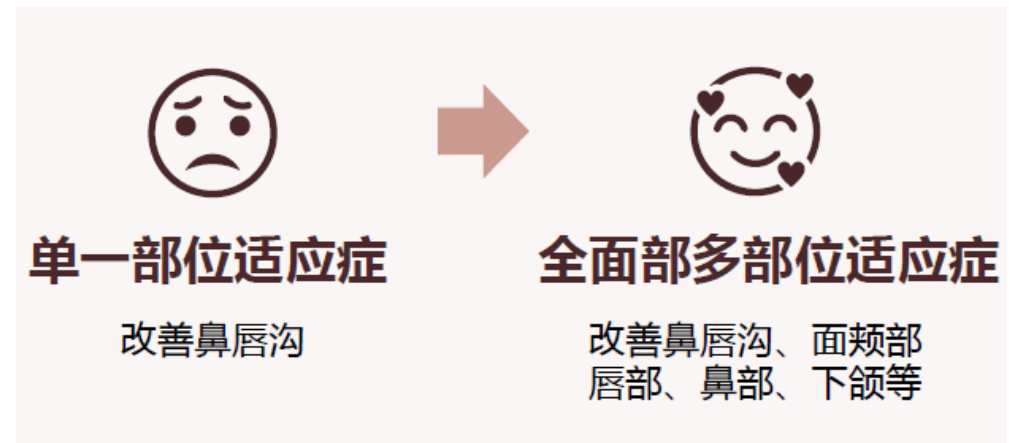 单一部位适应症
改善鼻唇沟
全面部多部位适应症
改善鼻唇沟、面颊部
唇部、鼻部、下颌等